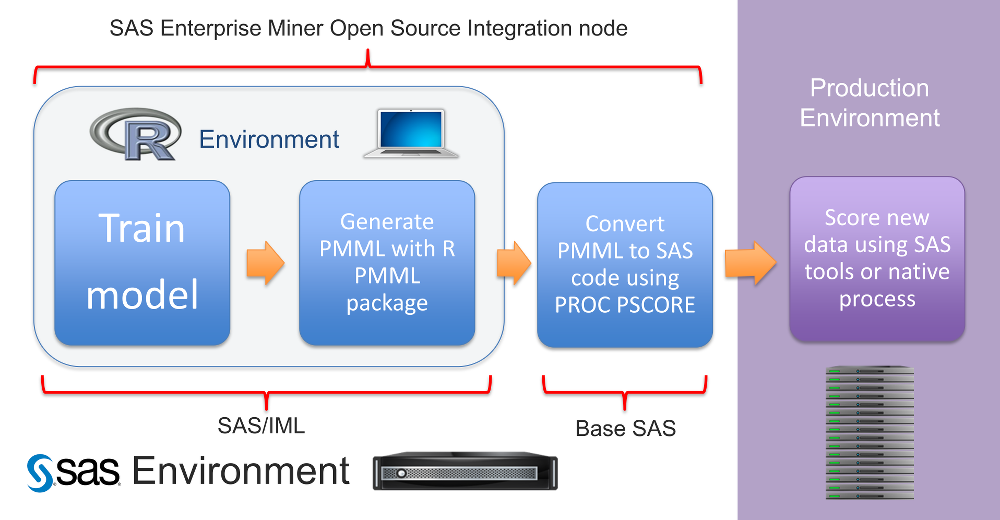 SAS Enterprise Miner Open Source Integration node
Production
Environment
R
Environment
Train
model
Generate
PMML with R
PMML
package
Convert
PMML to SAS
code using
PROC PSCORE
Score new
data using SAS
tools or native
process
SAS/IML
Base SAS
sas Environment